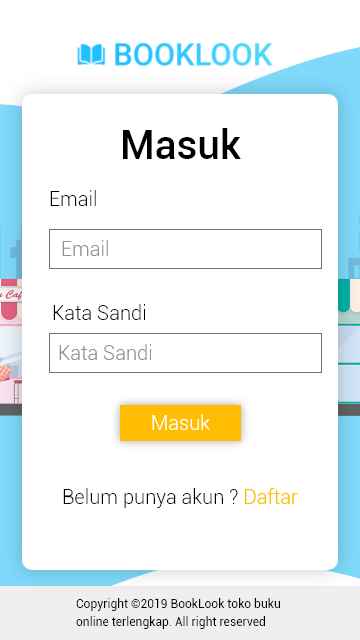 BOOKLOOK
Masuk
Email
Email
Kata Sandi
Kata Sandi
Masuk
Belum punya akun ? Daftar
Copyright ©2019 BookLook toko buku
online terlengkap. All right reserved